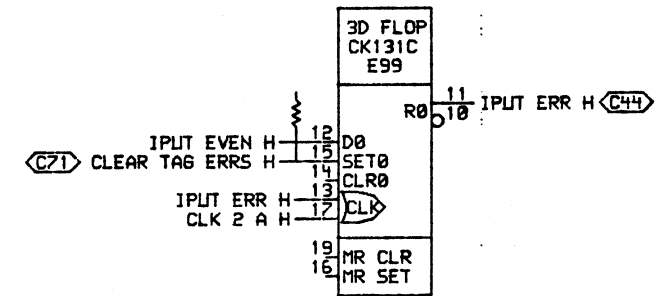 3D FLOP
CK131C
E99
R0 11 IPUT ERR H C44
10
IPUT EVEN H 12 D0
C71 CLEAR TAG ERRS H 15 SET0
14 CLR0
IPUT ERR H 13 CLK
CLK 2 A H 17
19 MR CLR
16 MR SET